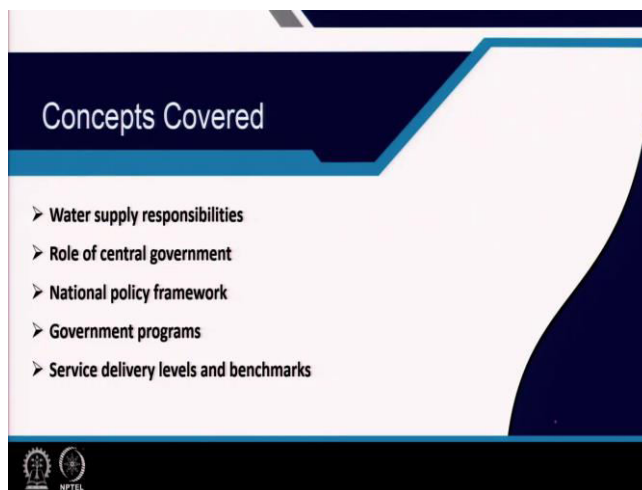 Concepts Covered
➢ Water supply responsibilities
➢ Role of central government
➢ National policy framework
➢ Government programs
➢ Service delivery levels and benchmarks
NPTEL